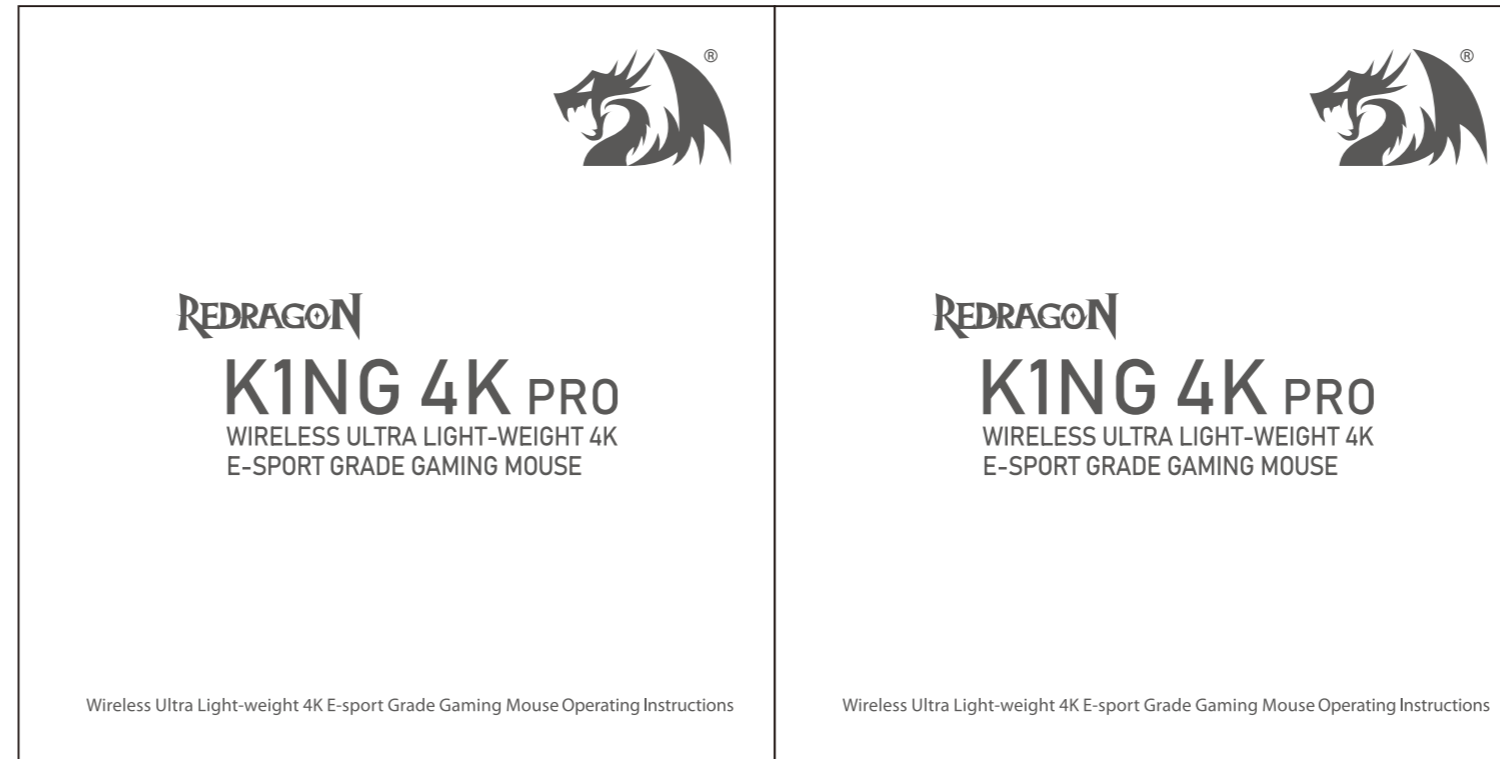 ®
REDRAGON
K1NG 4K PRO
WIRELESS ULTRA LIGHT-WEIGHT 4K
E-SPORT GRADE GAMING MOUSE
Wireless Ultra Light-weight 4K E-sport Grade Gaming Mouse Operating Instructions
®
REDRAGON
K1NG 4K PRO
WIRELESS ULTRA LIGHT-WEIGHT 4K
E-SPORT GRADE GAMING MOUSE
Wireless Ultra Light-weight 4K E-sport Grade Gaming Mouse Operating Instructions